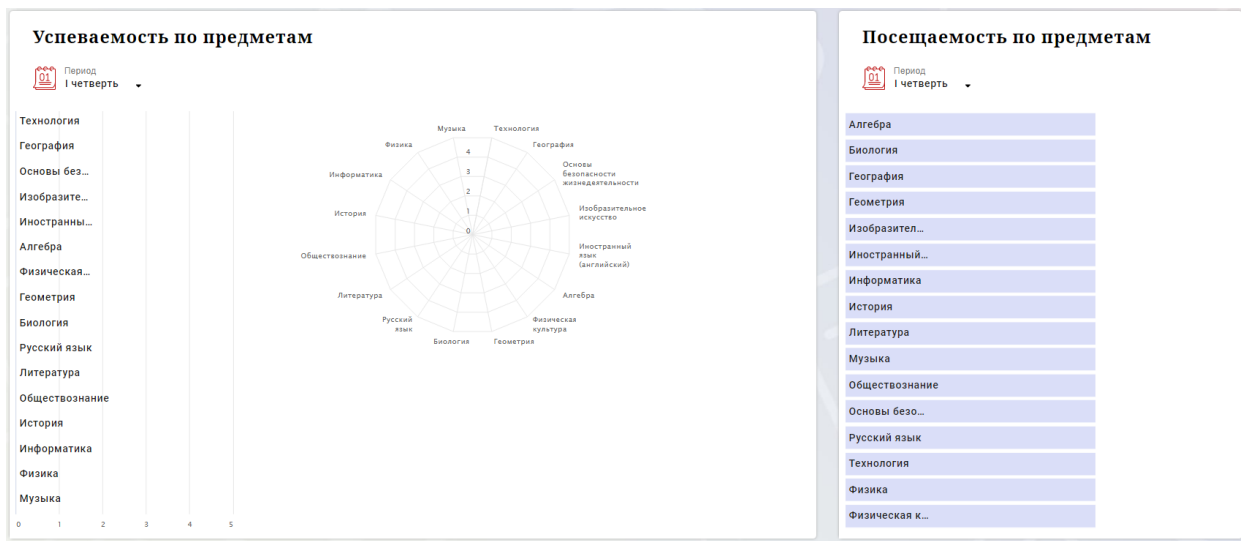 Успеваемость по предметам
01
Период
I четверть
Технология
География
Основы без...
Изобразите...
Иностранны...
Алгебра
Физическая...
Геометрия
Биология
Русский язык
Литература
Обществознание
История
Информатика
Физика
Музыка
0 1 2 3 4 5
Музыка
Технология
Физика
География
4
Основы
безопасности
жизнедеятельности
3
Информатика
2
Изобразительное
искусство
История
1
0
Иностранный
язык
(английский)
Обществознание
Литература
Алгебра
Русский
язык
Физическая
культура
Биология
Геометрия
Посещаемость по предметам
01
Период
I четверть
Алгебра
Биология
География
Геометрия
Изобразител...
Иностранный...
Информатика
История
Литература
Музыка
Обществознание
Основы безо...
Русский язык
Технология
Физика
Физическая к...